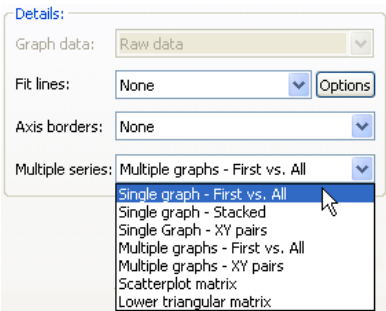 Details:
Graph data: Raw data
Fit lines: None Options
Axis borders: None
Multiple series: Multiple graphs - First vs. All
Single graph - First vs. All
Single graph - Stacked
Single Graph - XY pairs
Multiple graphs - First vs. All
Multiple graphs - XY pairs
Scatterplot matrix
Lower triangular matrix